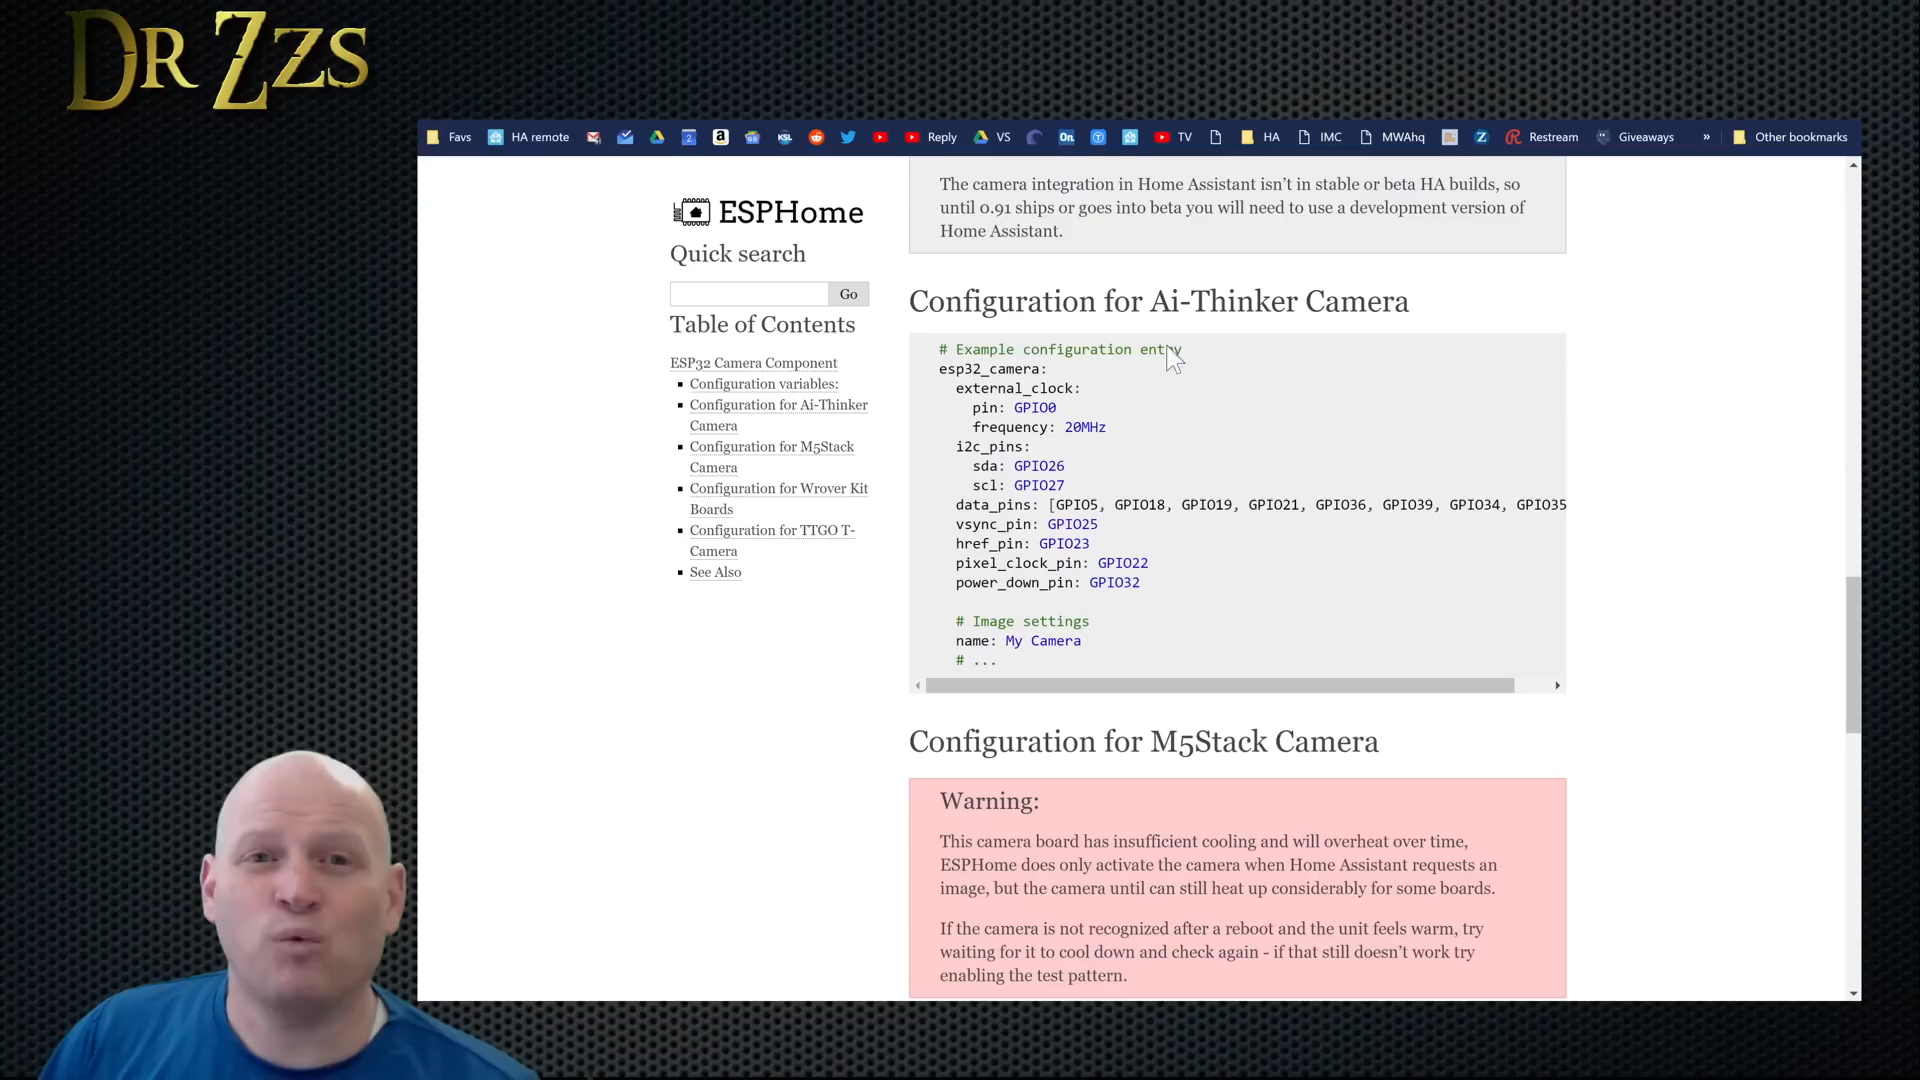 DR ZZS
Favs HA remote 2 Reply VS On. TV HA IMC MWAhq Z Restream Giveaways » Other bookmarks
ESPHome
Quick search
Go
Table of Contents
ESP32 Camera Component
Configuration variables:
Configuration for Ai-Thinker
Camera
Configuration for M5Stack
Camera
Configuration for Wrover Kit
Boards
Configuration for TTGO T-
Camera
See Also
The camera integration in Home Assistant isn’t in stable or beta HA builds, so
until 0.91 ships or goes into beta you will need to use a development version of
Home Assistant.
Configuration for Ai-Thinker Camera
# Example configuration entry
esp32_camera:
external_clock:
pin: GPIO0
frequency: 20MHz
i2c_pins:
sda: GPIO26
scl: GPIO27
data_pins: [GPIO5, GPIO18, GPIO19, GPIO21, GPIO36, GPIO39, GPIO34, GPIO35
vsync_pin: GPIO25
href_pin: GPIO23
pixel_clock_pin: GPIO22
power_down_pin: GPIO32
# Image settings
name: My Camera
# ...
Configuration for M5Stack Camera
Warning:
This camera board has insufficient cooling and will overheat over time,
ESPHome does only activate the camera when Home Assistant requests an
image, but the camera until can still heat up considerably for some boards.
If the camera is not recognized after a reboot and the unit feels warm, try
waiting for it to cool down and check again - if that still doesn’t work try
enabling the test pattern.